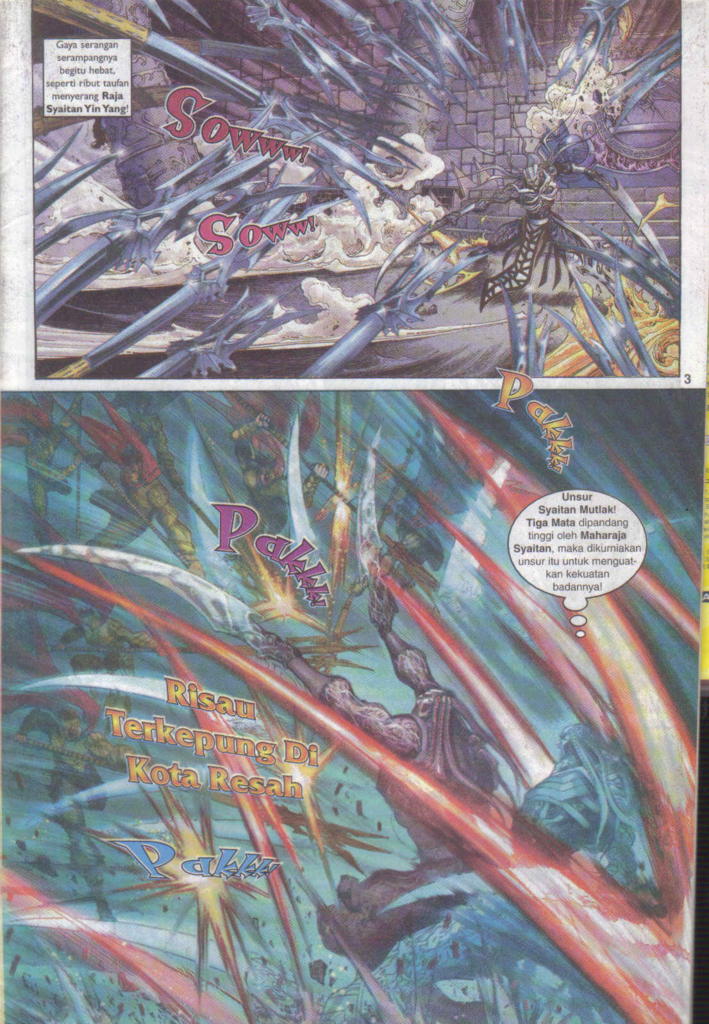 Gaya serangan
serampangnya
begitu hebat,
seperti ribut taufan
menyerang Raja
Syaitan Yin Yang!
Sowww!
Soww!
3
Pakkk
Pakkkk
Unsur
Syaitan Mutlak!
Tiga Mata dipandang
tinggi oleh Maharaja
Syaitan, maka dikurniakan
unsur itu untuk menguat-
kan kekuatan
badannya!
Risau
Terkepung Di
Kota Resah
Pakkk